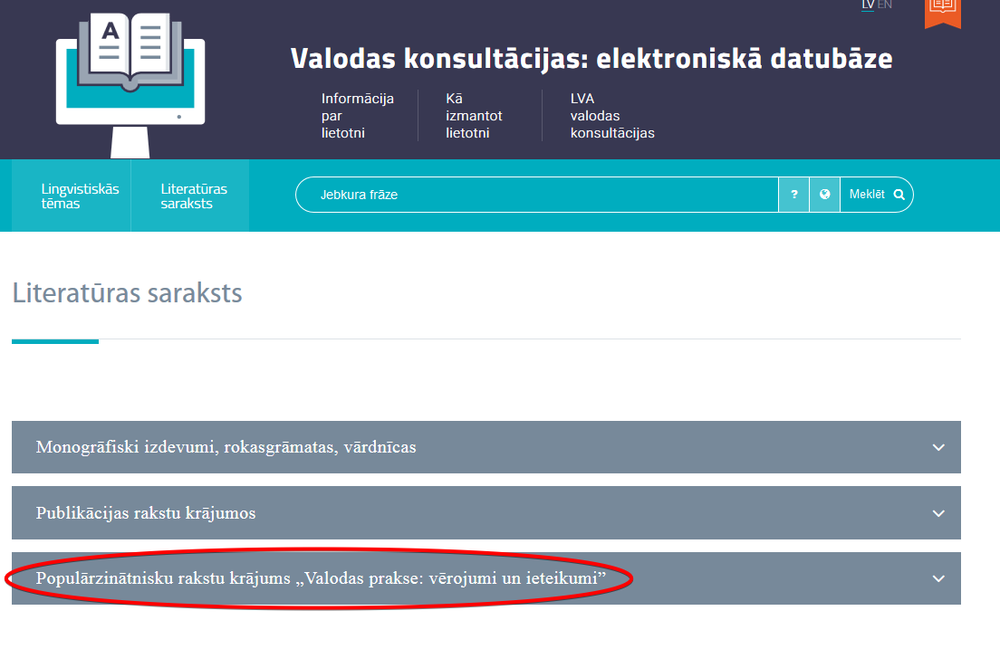 LV EN
A
Valodas konsultācijas: elektroniskā datubāze
Informācija
par
lietotni
Kā
izmantot
lietotni
LVA
valodas
konsultācijas
Lingvistiskās
tēmas
Literatūras
saraksts
Jebkura frāze
?
Meklēt
Literatūras saraksts
Monogrāfiski izdevumi, rokasgrāmatas, vārdnīcas
Publikācijas rakstu krājumos
Populārzinātnisku rakstu krājums „Valodas prakse: vērojumi un ieteikumi”